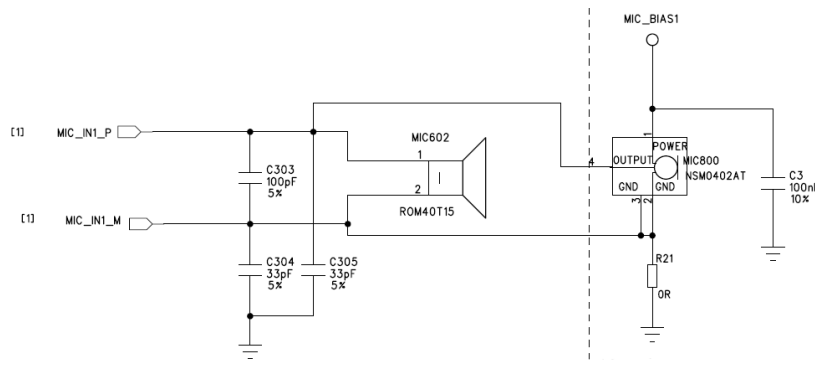 MIC_BIAS1
[1] MIC_IN1_P
MIC602
1
2
ROM40T15
C303
100pF
5%
[1] MIC_IN1_M
C304
33pF
5%
C305
33pF
5%
4
1
POWER
OUTPUT
MIC800
NSM0402AT
GND GND
3 2
C3
100n
10%
R21
0R